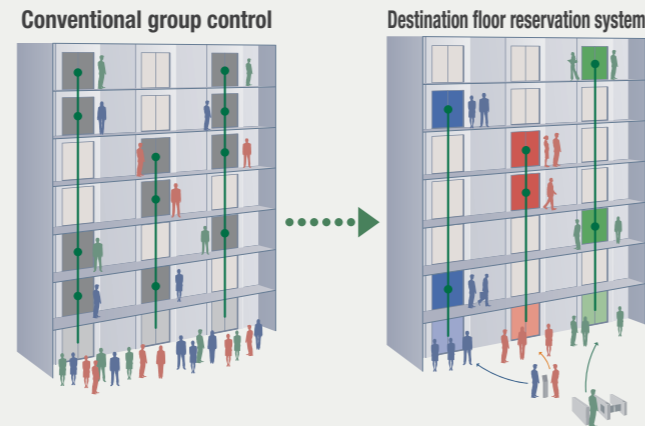 Conventional group control
Destination floor reservation system